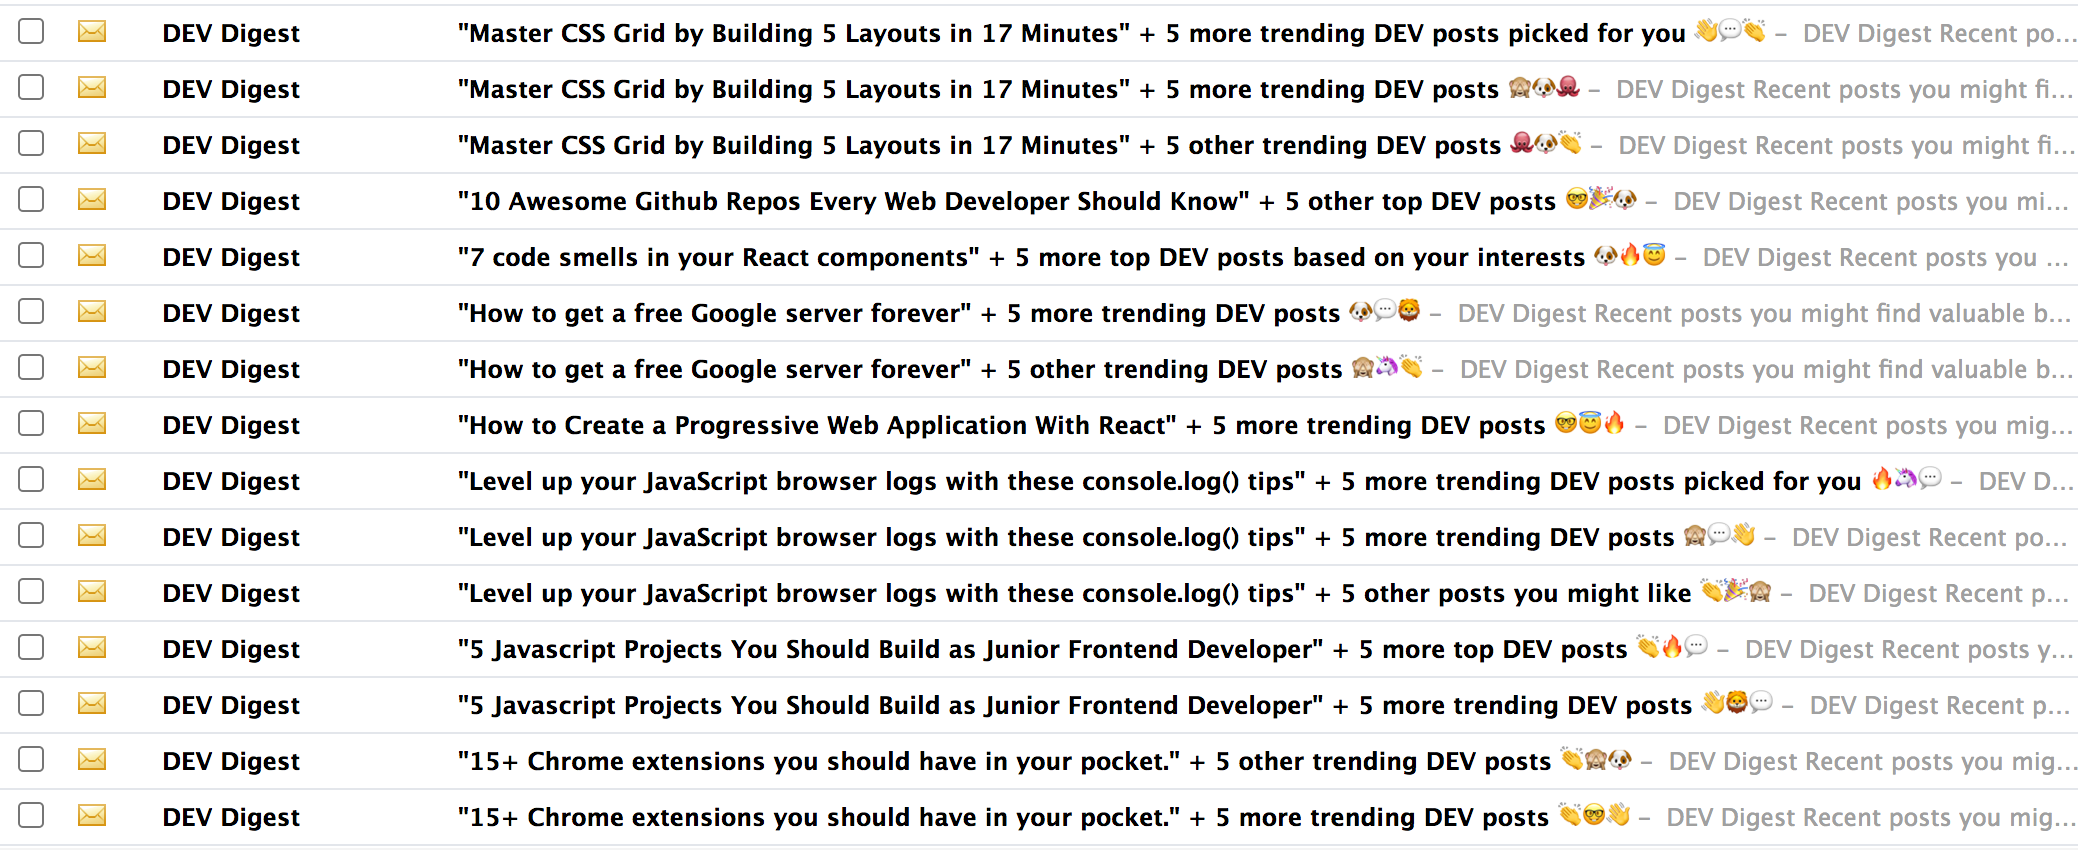 DEV Digest "Master CSS Grid by Building 5 Layouts in 17 Minutes" + 5 more trending DEV posts picked for you 👋💬👏 – DEV Digest Recent po...
DEV Digest "Master CSS Grid by Building 5 Layouts in 17 Minutes" + 5 more trending DEV posts 🙈🐶🐙 – DEV Digest Recent posts you might fi...
DEV Digest "Master CSS Grid by Building 5 Layouts in 17 Minutes" + 5 other trending DEV posts 🐙🐶👏 – DEV Digest Recent posts you might fi...
DEV Digest "10 Awesome Github Repos Every Web Developer Should Know" + 5 other top DEV posts 🤓🎉🐶 – DEV Digest Recent posts you mi...
DEV Digest "7 code smells in your React components" + 5 more top DEV posts based on your interests 🐶🔥😇 – DEV Digest Recent posts you ...
DEV Digest "How to get a free Google server forever" + 5 more trending DEV posts 🐶💬🦁 – DEV Digest Recent posts you might find valuable b...
DEV Digest "How to get a free Google server forever" + 5 other trending DEV posts 🙈🦄👏 – DEV Digest Recent posts you might find valuable b...
DEV Digest "How to Create a Progressive Web Application With React" + 5 more trending DEV posts 🤓😇🔥 – DEV Digest Recent posts you mig...
DEV Digest "Level up your JavaScript browser logs with these console.log() tips" + 5 more trending DEV posts picked for you 🔥🦄💬 – DEV D...
DEV Digest "Level up your JavaScript browser logs with these console.log() tips" + 5 more trending DEV posts 🙈💬👋 – DEV Digest Recent po...
DEV Digest "Level up your JavaScript browser logs with these console.log() tips" + 5 other posts you might like 👏🎉🙈 – DEV Digest Recent p...
DEV Digest "5 Javascript Projects You Should Build as Junior Frontend Developer" + 5 more top DEV posts 👏🔥💬 – DEV Digest Recent posts y...
DEV Digest "5 Javascript Projects You Should Build as Junior Frontend Developer" + 5 more trending DEV posts 👋🦁💬 – DEV Digest Recent p...
DEV Digest "15+ Chrome extensions you should have in your pocket." + 5 other trending DEV posts 👏🙈🐶 – DEV Digest Recent posts you mig...
DEV Digest "15+ Chrome extensions you should have in your pocket." + 5 more trending DEV posts 👏🤓👋 – DEV Digest Recent posts you mig...